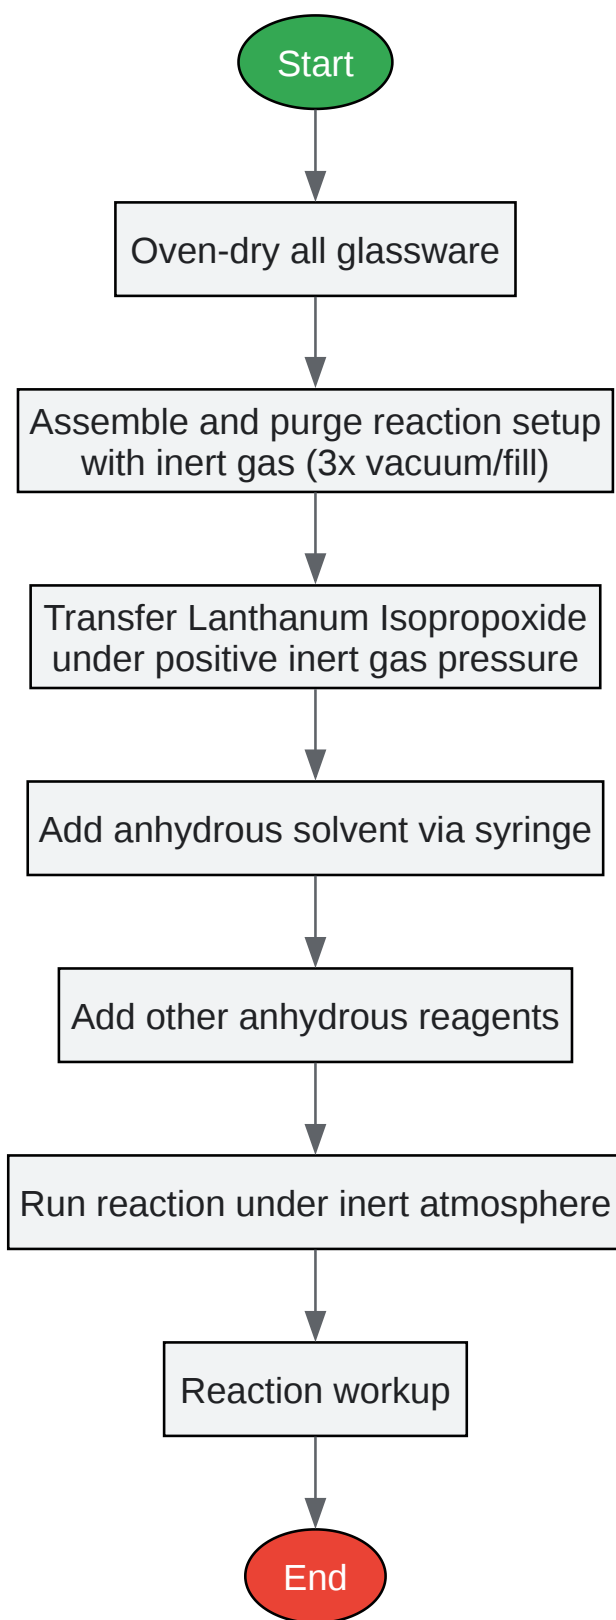 Start
Oven-dry all glassware
Assemble and purge reaction setup
with inert gas (3x vacuum/fill)
Transfer Lanthanum Isopropoxide
under positive inert gas pressure
Add anhydrous solvent via syringe
Add other anhydrous reagents
Run reaction under inert atmosphere
Reaction workup
End